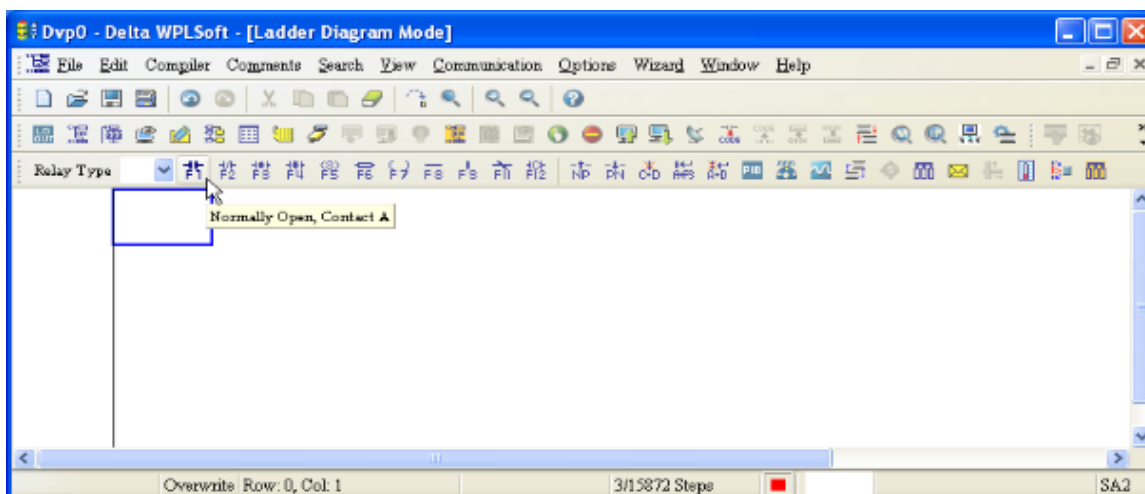 Dvp0 - Delta WPLSoft - [Ladder Diagram Mode]
File Edit Compiler Comments Search View Communication Options Wizard Window Help
Relay Type
Normally Open, Contact A
Overwrite Row: 0, Col: 1 3/15872 Steps SA2